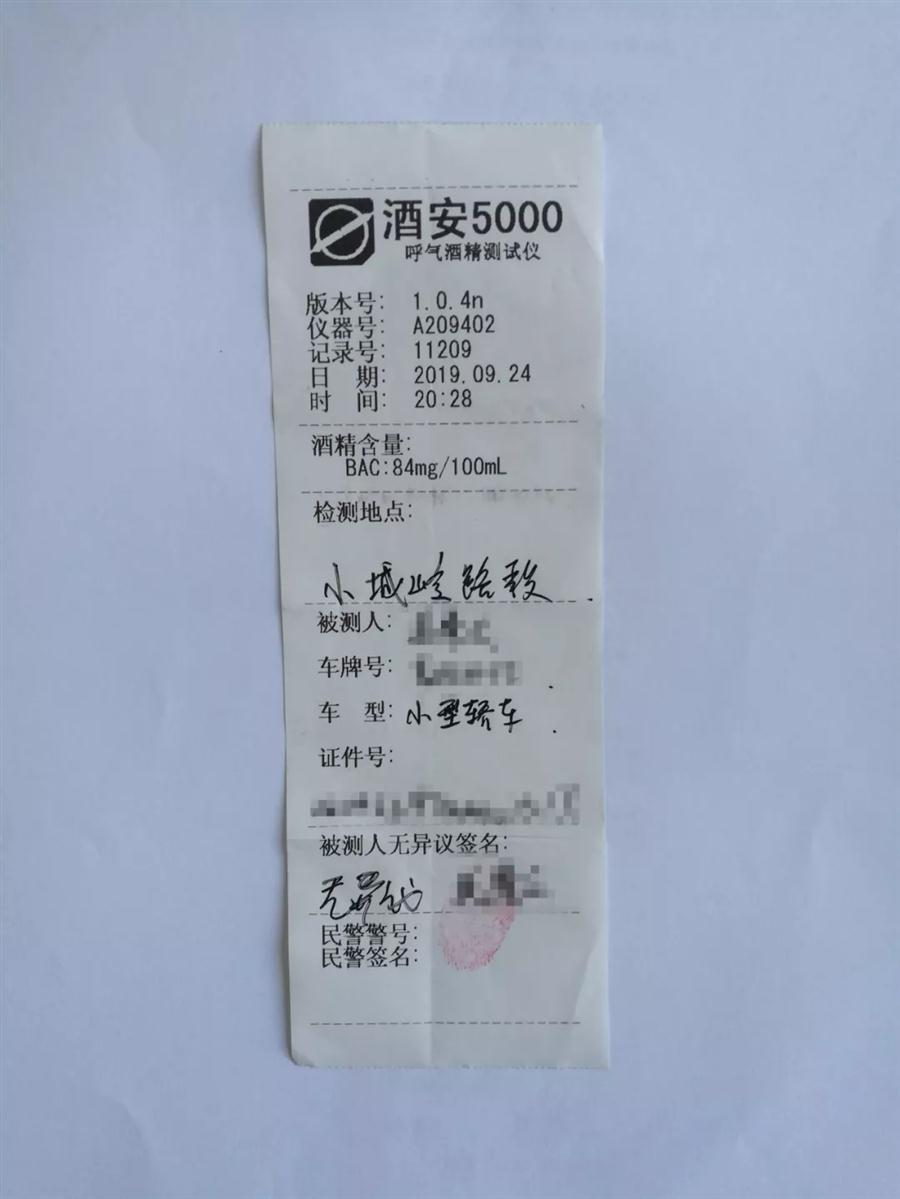 酒安5000
呼气酒精测试仪
版本号: 1.0.4n
仪器号: A209402
记录号: 11209
日 期: 2019.09.24
时 间: 20:28
酒精含量:
BAC:84mg/100mL
检测地点:
小城岭路段
被测人:
车牌号:
车 型: 小型轿车
证件号:
被测人无异议签名:
民警警号:
民警签名: